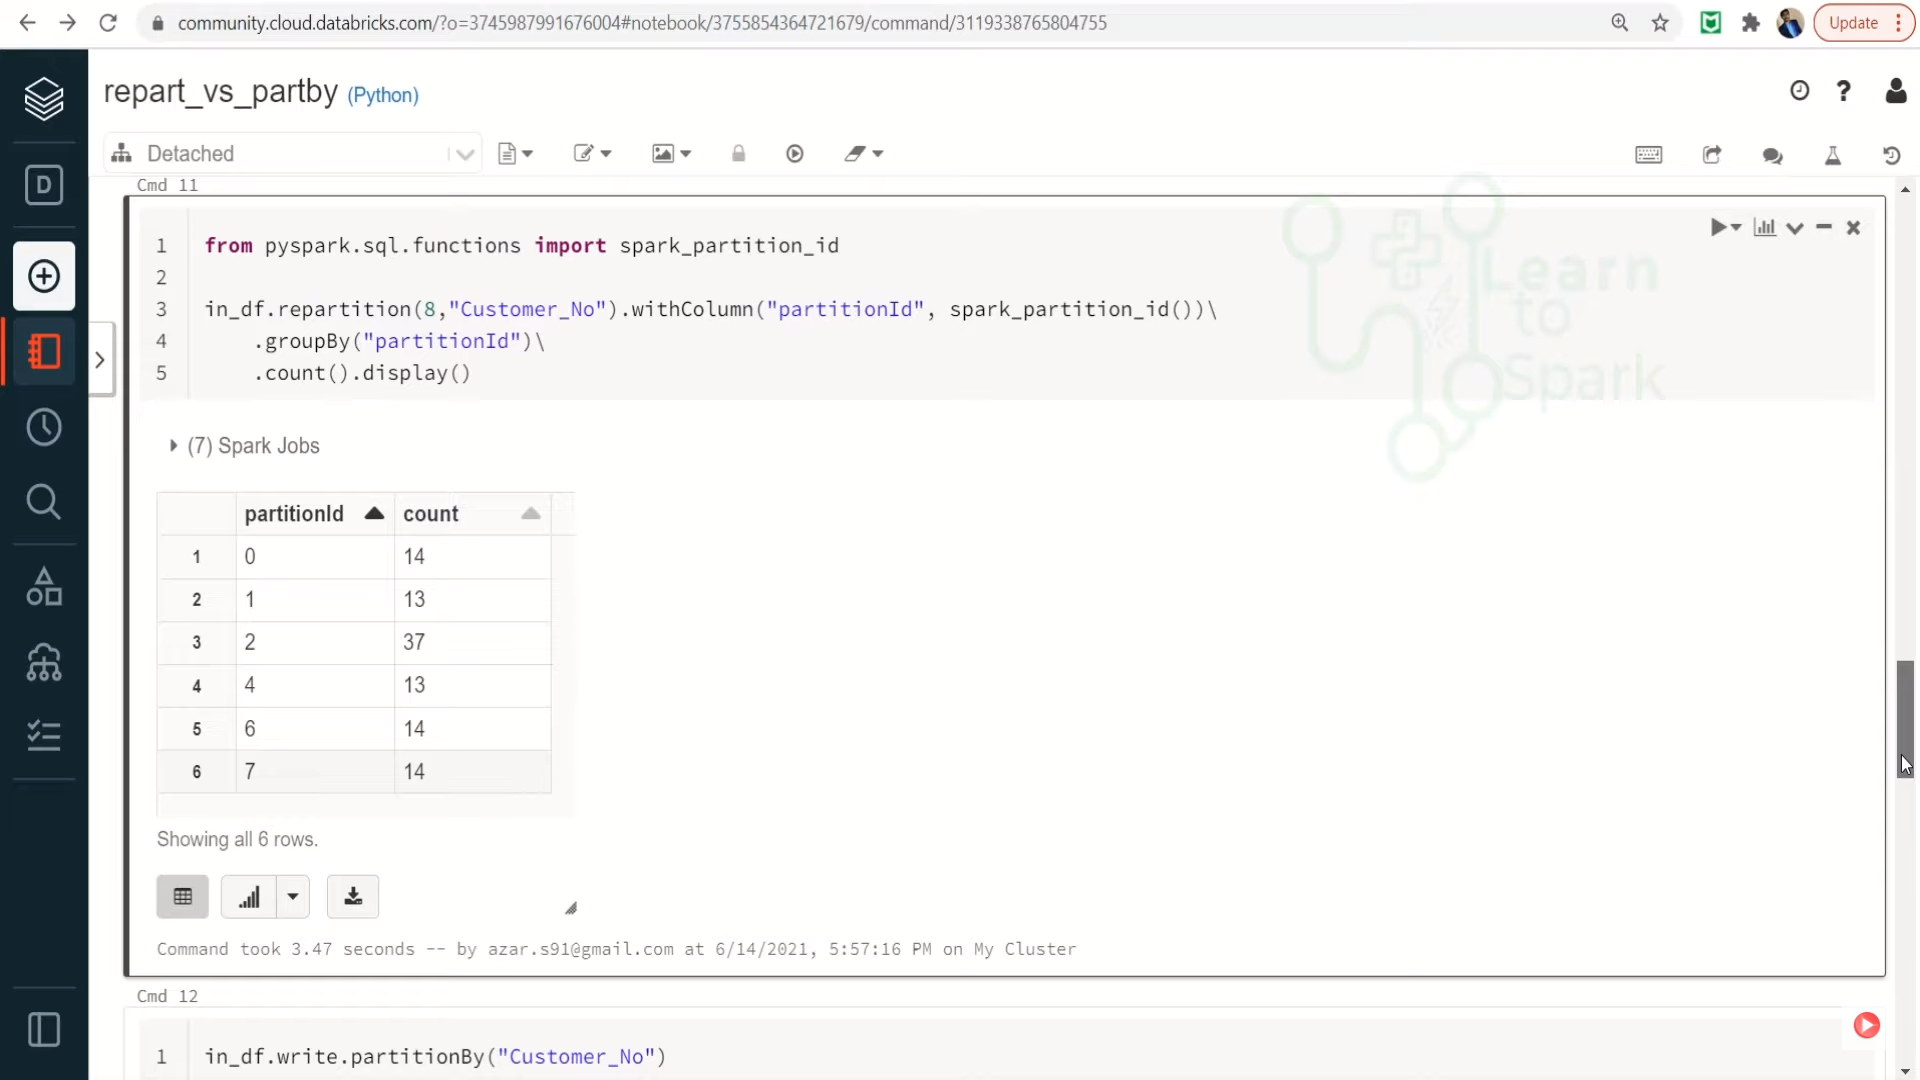 community.cloud.databricks.com/?o=3745987991676004#notebook/3755854364721679/command/3119338765804755
Update
repart_vs_partby (Python)
Detached
Cmd 11
Learn
to
Spark
1 from pyspark.sql.functions import spark_partition_id
2
3 in_df.repartition(8,"Customer_No").withColumn("partitionId", spark_partition_id())\
4 .groupBy("partitionId")\
5 .count().display()
(7) Spark Jobs
partitionId count
1 0 14
2 1 13
3 2 37
4 4 13
5 6 14
6 7 14
Showing all 6 rows.
Command took 3.47 seconds -- by azar.s91@gmail.com at 6/14/2021, 5:57:16 PM on My Cluster
Cmd 12
1 in_df.write.partitionBy("Customer_No")